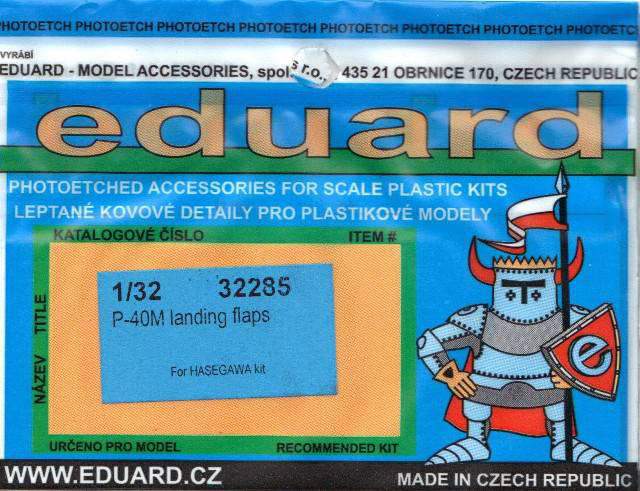 PHOTOETCH PHOTOETCH PHOTOETCH PHOTOETCH PHOTOETCH PHOTOETCH PHOTOETCH PHOTOETCH
VYRÁBÍ
EDUARD - MODEL ACCESSORIES, spol. s r.o., 435 21 OBRNICE 170, CZECH REPUBLIC
eduard
PHOTOETCHED ACCESSORIES FOR SCALE PLASTIC KITS
LEPTANÉ KOVOVÉ DETAILY PRO PLASTIKOVÉ MODELY
KATALOGOVÉ ČÍSLO ITEM #
1/32 32285
P-40M landing flaps
For HASEGAWA kit
NÁZEV TITLE
e
URČENO PRO MODEL RECOMMENDED KIT
WWW.EDUARD.CZ MADE IN CZECH REPUBLIC